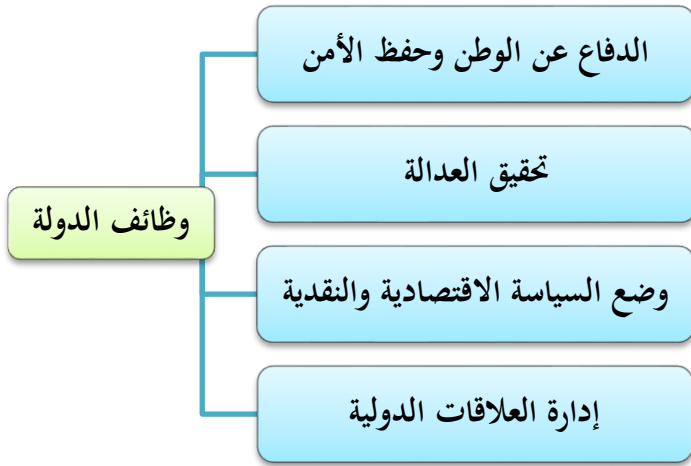 وظائف الدولة
الدفاع عن الوطن وحفظ الأمن
تحقيق العدالة
وضع السياسة الاقتصادية والنقدية
إدارة العلاقات الدولية